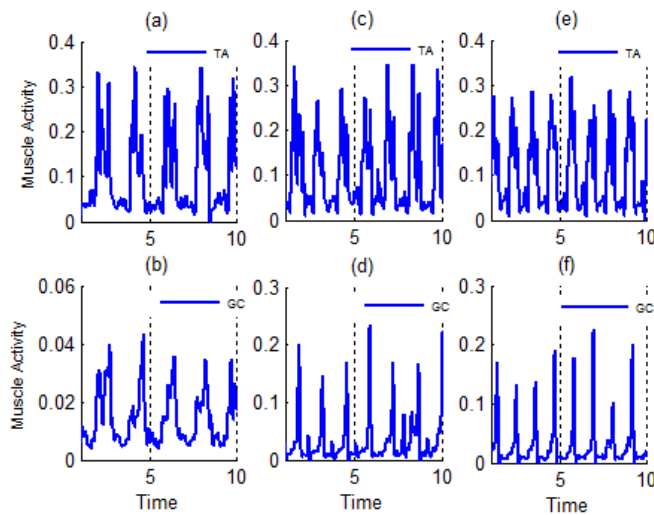 (a) (c) (e)
0.4 TA 0.4 TA 0.4 TA
0.3 0.3 0.3
0.2 0.2 0.2
0.1 0.1 0.1
0 0 0
Muscle Activity
5 10 5 10 5 10
(b) (d) (f)
0.06 GC 0.3 GC 0.3 GC
0.04 0.2 0.2
0.02 0.1 0.1
0 0 0
Muscle Activity
5 10 5 10 5 10
Time Time Time